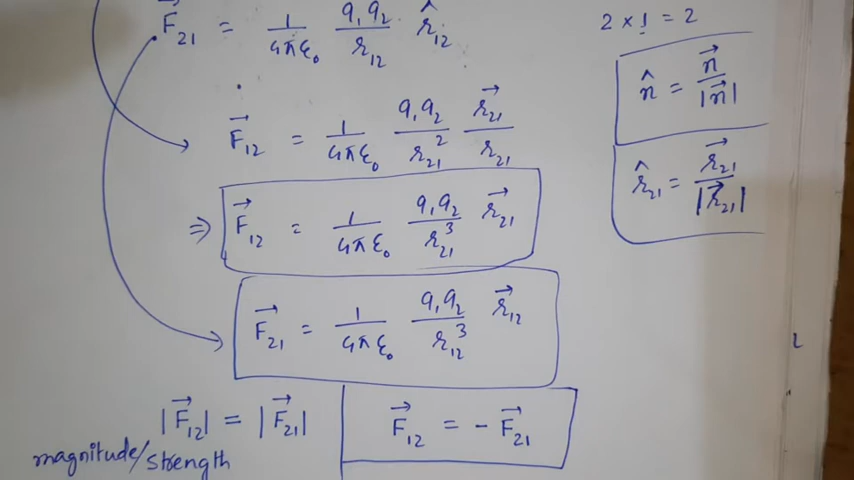 F⃗₂₁ = 1/4πε₀ q₁q₂/r₁₂ r̂₁₂
F⃗₁₂ = 1/4πε₀ q₁q₂/r₂₁² r⃗₂₁/r₂₁
⇒ F⃗₁₂ = 1/4πε₀ q₁q₂/r₂₁³ r⃗₂₁
F⃗₂₁ = 1/4πε₀ q₁q₂/r₁₂³ r⃗₁₂
|F⃗₁₂| = |F⃗₂₁|
magnitude/strength
F⃗₁₂ = - F⃗₂₁
2 × 1 = 2
n̂ = n⃗/|n⃗|
r̂₂₁ = r⃗₂₁/|r⃗₂₁|